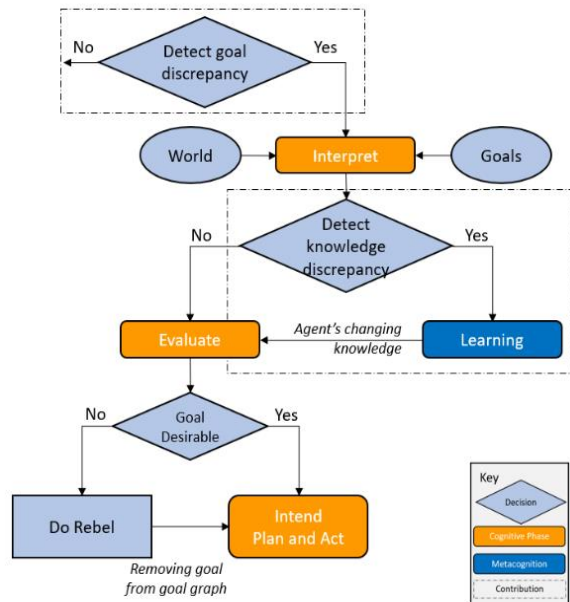 No
Yes
Detect goal
discrepancy
World
Interpret
Goals
No
Detect
knowledge
discrepancy
Yes
Evaluate
Agent's changing
knowledge
Learning
No
Goal
Desirable
Yes
Do Rebel
Intend
Plan and Act
Removing goal
from goal graph
Key
Decision
Cognitive Phase
Metacognition
Contribution